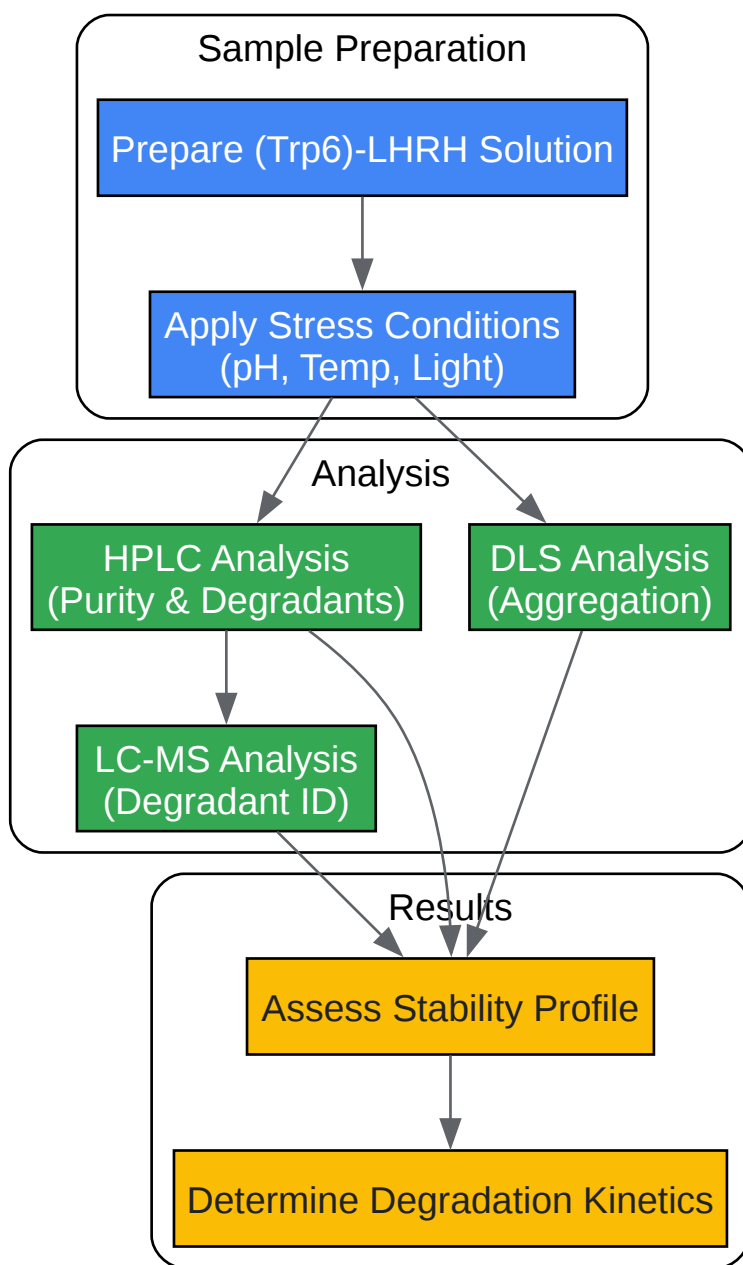 Sample Preparation
Prepare (Trp6)-LHRH Solution
Apply Stress Conditions
(pH, Temp, Light)
Analysis
HPLC Analysis
(Purity & Degradants)
DLS Analysis
(Aggregation)
LC-MS Analysis
(Degradant ID)
Results
Assess Stability Profile
Determine Degradation Kinetics